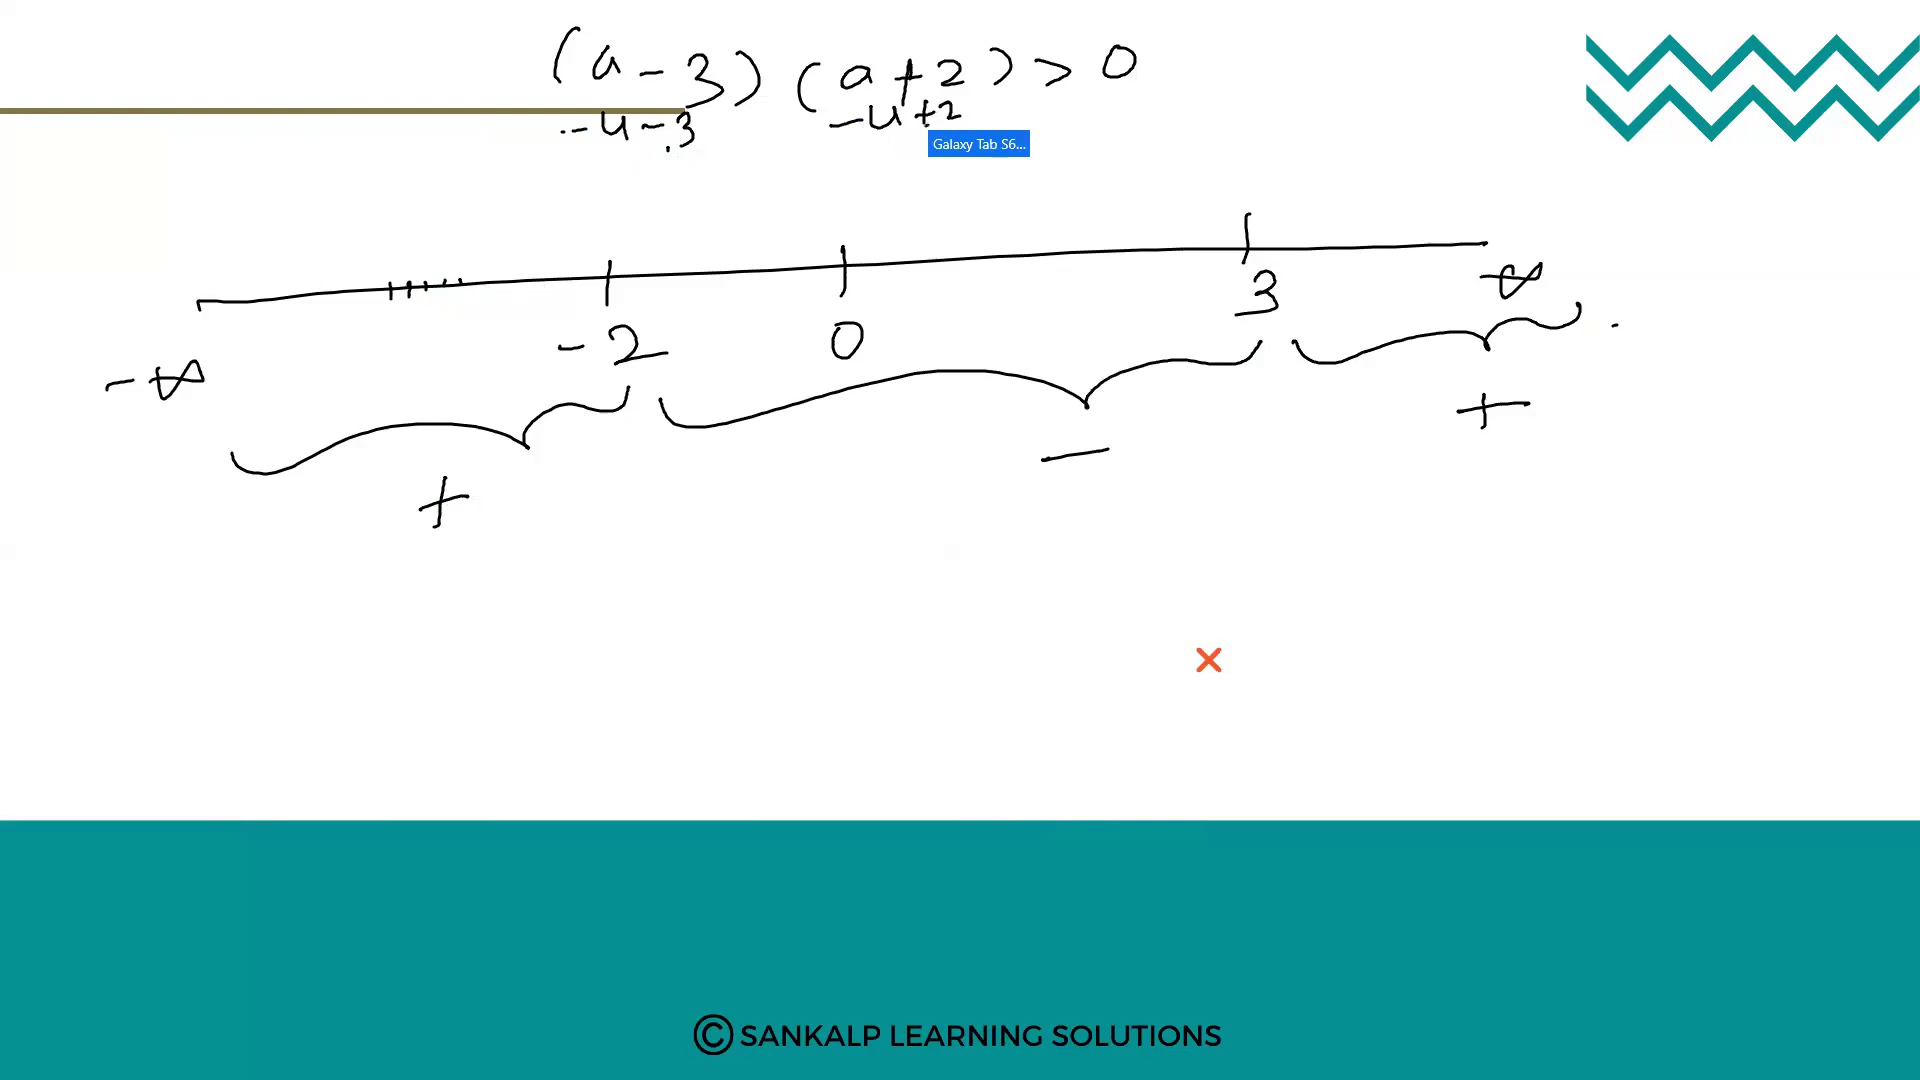 (a-3) (a+2) > 0
-4-3 -4+2
Galaxy Tab S6...
-2 0 3 ∞
-∞
+ - +
© SANKALP LEARNING SOLUTIONS